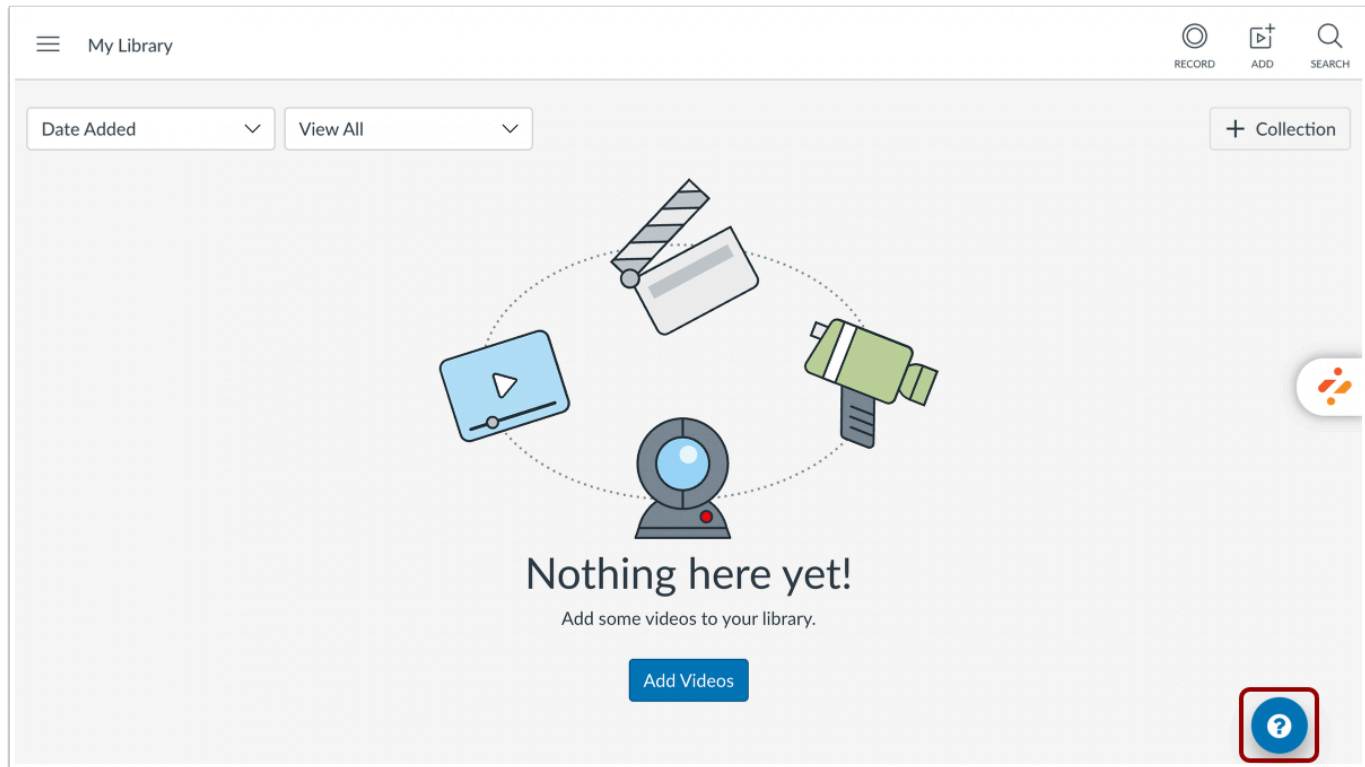 My Library
RECORD
ADD
SEARCH
Date Added
View All
+ Collection
Nothing here yet!
Add some videos to your library.
Add Videos
?